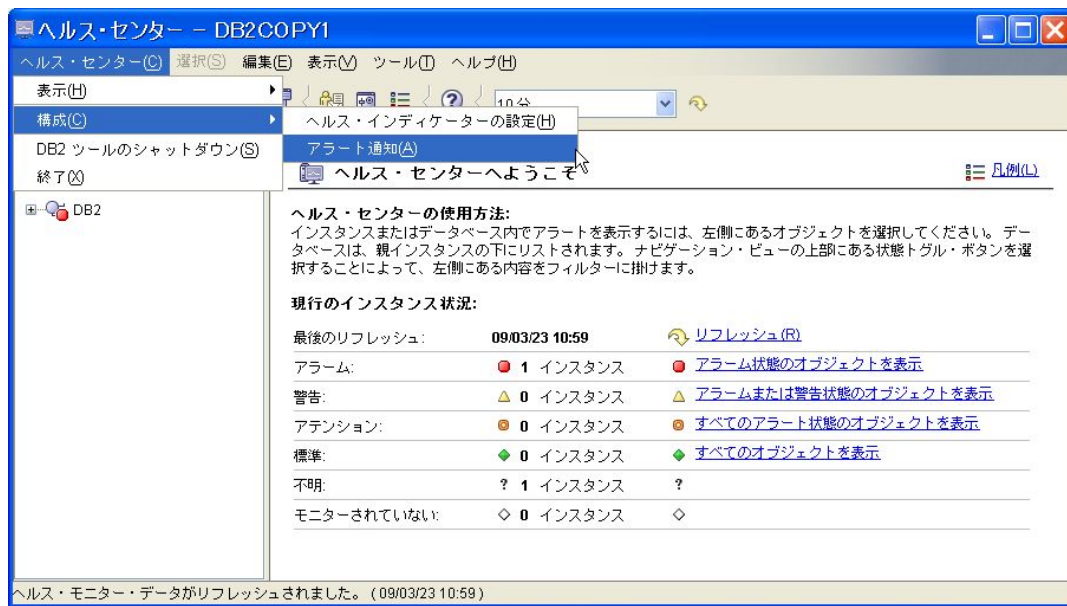 ヘルス・センター - DB2COPY1
ヘルス・センター(C) 選択(S) 編集(E) 表示(V) ツール(T) ヘルプ(H)
表示(H)
10 分
構成(C)
ヘルス・インディケーターの設定(H)
DB2 ツールのシャットダウン(S)
アラート通知(A)
終了(X)
ヘルス・センターへようこそ
凡例(L)
DB2
ヘルス・センターの使用方法:
インスタンスまたはデータベース内でアラートを表示するには、左側にあるオブジェクトを選択してください。 デー
タベースは、親インスタンスの下にリストされます。 ナビゲーション・ビューの上部にある状態トグル・ボタンを選
択することによって、左側にある内容をフィルターに掛けます。
現行のインスタンス状況:
最後のリフレッシュ: 09/03/23 10:59 リフレッシュ(R)
アラーム: 1 インスタンス アラーム状態のオブジェクトを表示
警告: 0 インスタンス アラームまたは警告状態のオブジェクトを表示
アテンション: 0 インスタンス すべてのアラート状態のオブジェクトを表示
標準: 0 インスタンス すべてのオブジェクトを表示
不明: ? 1 インスタンス ?
モニターされていない: 0 インスタンス
ヘルス・モニター・データがリフレッシュされました。 (09/03/23 10:59)